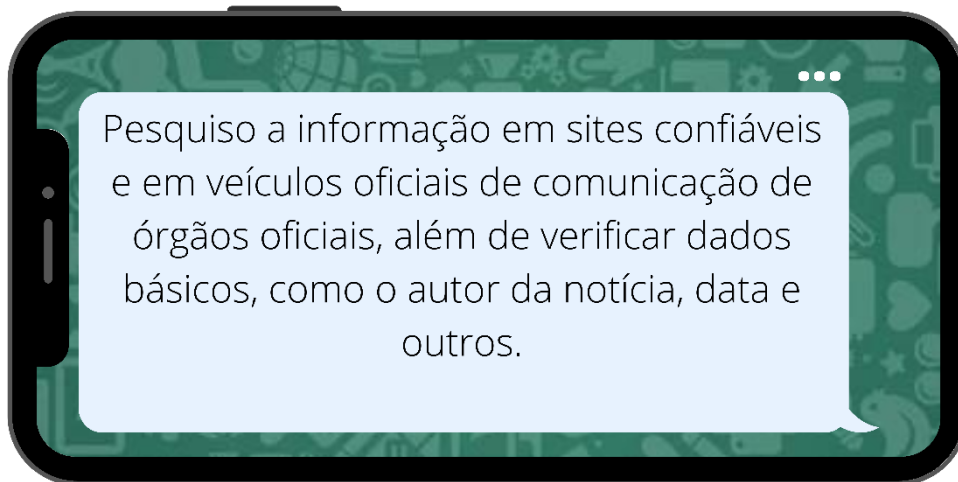 Pesquiso a informação em sites confiáveis
e em veículos oficiais de comunicação de
órgãos oficiais, além de verificar dados
básicos, como o autor da notícia, data e
outros.